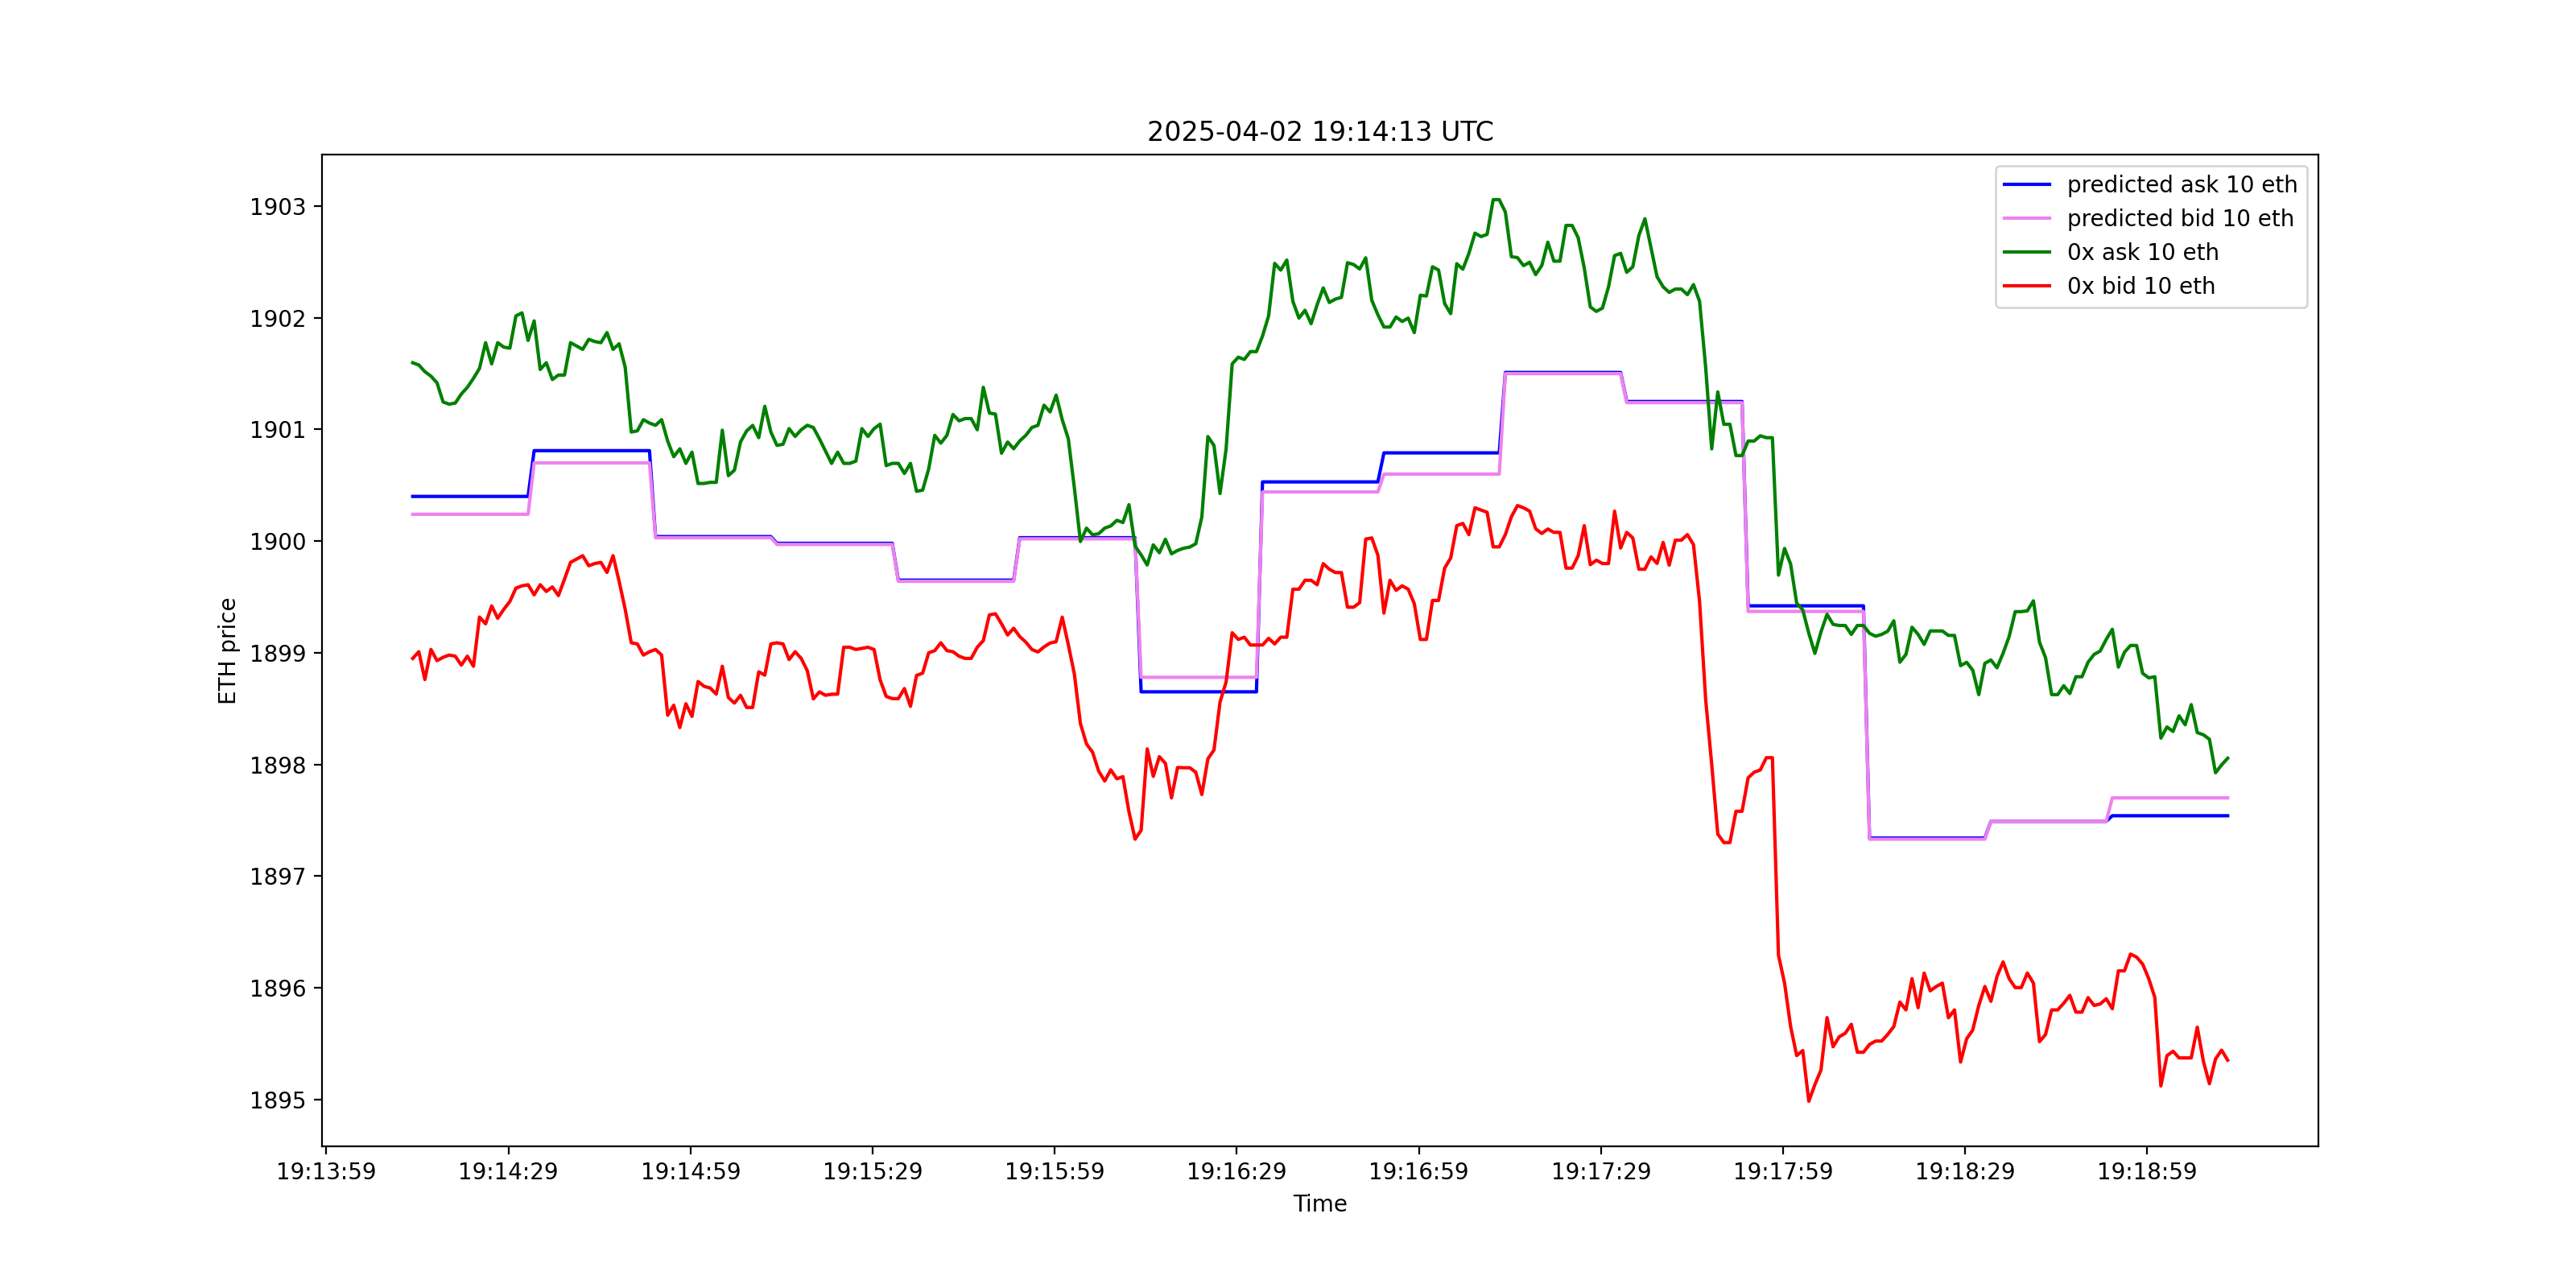 2025-04-02 19:14:13 UTC
predicted ask 10 eth
predicted bid 10 eth
0x ask 10 eth
0x bid 10 eth
ETH price
1903
1902
1901
1900
1899
1898
1897
1896
1895
19:13:59 19:14:29 19:14:59 19:15:29 19:15:59 19:16:29 19:16:59 19:17:29 19:17:59 19:18:29 19:18:59
Time